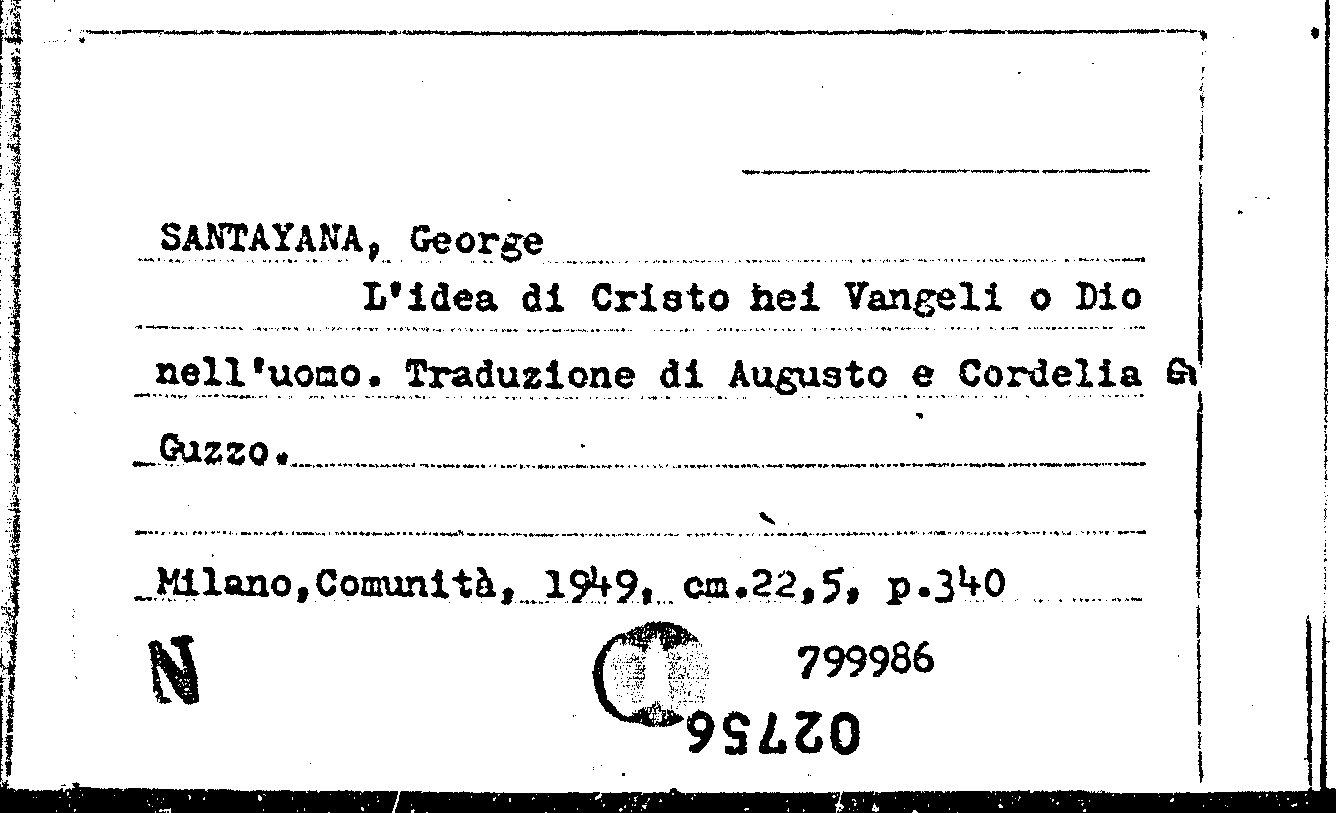 SANTAYANA, George
L'idea di Cristo hei Vangeli o Dio
nell'uomo. Traduzione di Augusto e Cordelia
Guzzo.
Milano,Comunità, 1949, cm.22,5, p.340
N
799986
02756